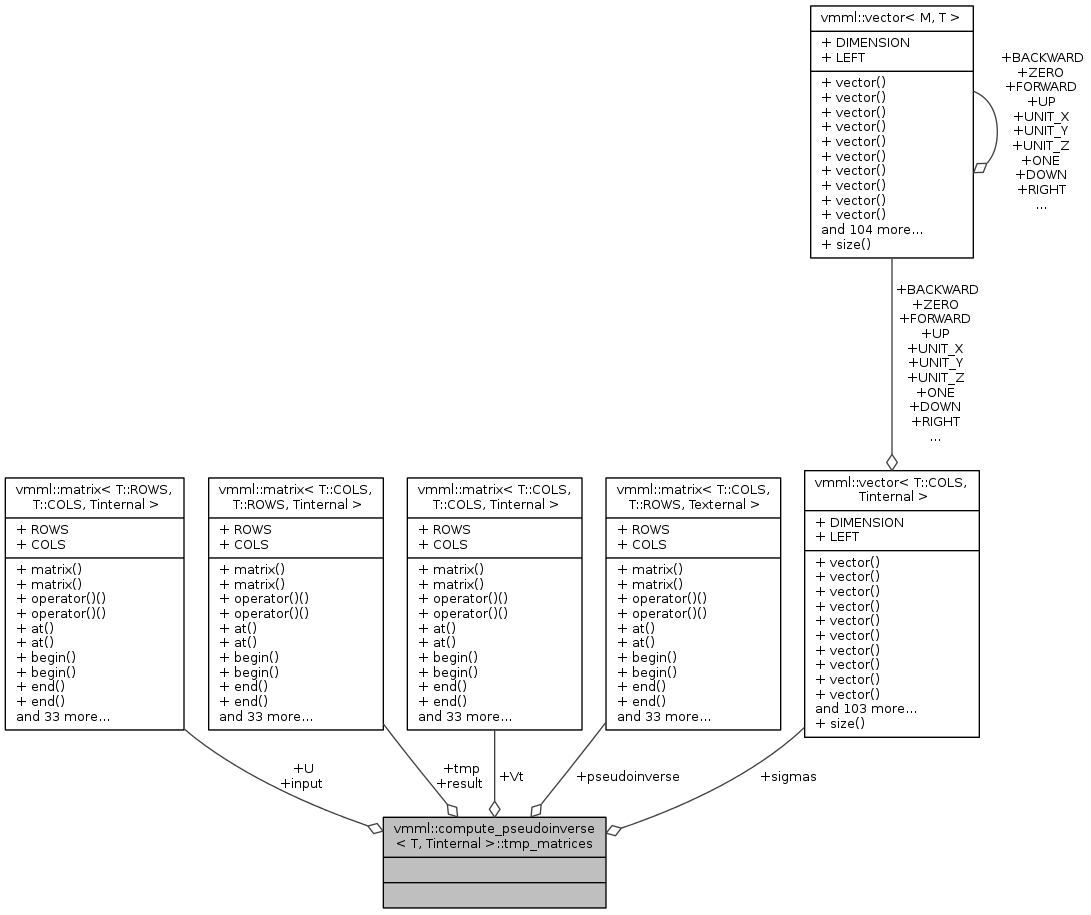 vmml::vector< M, T >
+ DIMENSION
+ LEFT
+ vector()
+ vector()
+ vector()
+ vector()
+ vector()
+ vector()
+ vector()
+ vector()
+ vector()
+ vector()
and 104 more...
+ size()
+BACKWARD
+ZERO
+FORWARD
+UP
+UNIT_X
+UNIT_Y
+UNIT_Z
+ONE
+DOWN
+RIGHT
...
+BACKWARD
+ZERO
+FORWARD
+UP
+UNIT_X
+UNIT_Y
+UNIT_Z
+ONE
+DOWN
+RIGHT
...
vmml::matrix< T::ROWS,
T::COLS, Tinternal >
+ ROWS
+ COLS
+ matrix()
+ matrix()
+ operator()()
+ operator()()
+ at()
+ at()
+ begin()
+ begin()
+ end()
+ end()
and 33 more...
vmml::matrix< T::COLS,
T::ROWS, Tinternal >
+ ROWS
+ COLS
+ matrix()
+ matrix()
+ operator()()
+ operator()()
+ at()
+ at()
+ begin()
+ begin()
+ end()
+ end()
and 33 more...
vmml::matrix< T::COLS,
T::COLS, Tinternal >
+ ROWS
+ COLS
+ matrix()
+ matrix()
+ operator()()
+ operator()()
+ at()
+ at()
+ begin()
+ begin()
+ end()
+ end()
and 33 more...
vmml::matrix< T::COLS,
T::ROWS, Texternal >
+ ROWS
+ COLS
+ matrix()
+ matrix()
+ operator()()
+ operator()()
+ at()
+ at()
+ begin()
+ begin()
+ end()
+ end()
and 33 more...
vmml::vector< T::COLS,
Tinternal >
+ DIMENSION
+ LEFT
+ vector()
+ vector()
+ vector()
+ vector()
+ vector()
+ vector()
+ vector()
+ vector()
+ vector()
+ vector()
and 103 more...
+ size()
+U
+input
+tmp
+result
+Vt
+pseudoinverse
+sigmas
vmml::compute_pseudoinverse
< T, Tinternal >::tmp_matrices